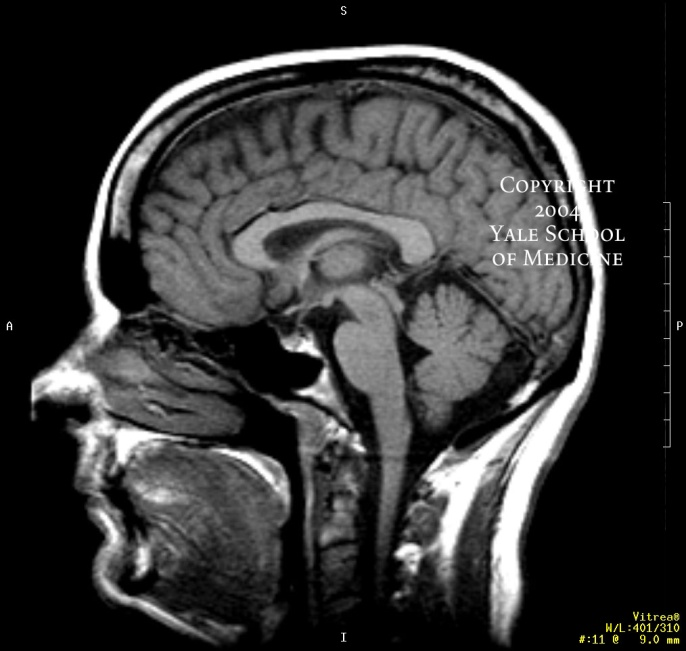 S
COPYRIGHT
2004
YALE SCHOOL
OF MEDICINE
A
P
Vitrea®
W/L:401/310
#:11 @ 9.0 mm
I